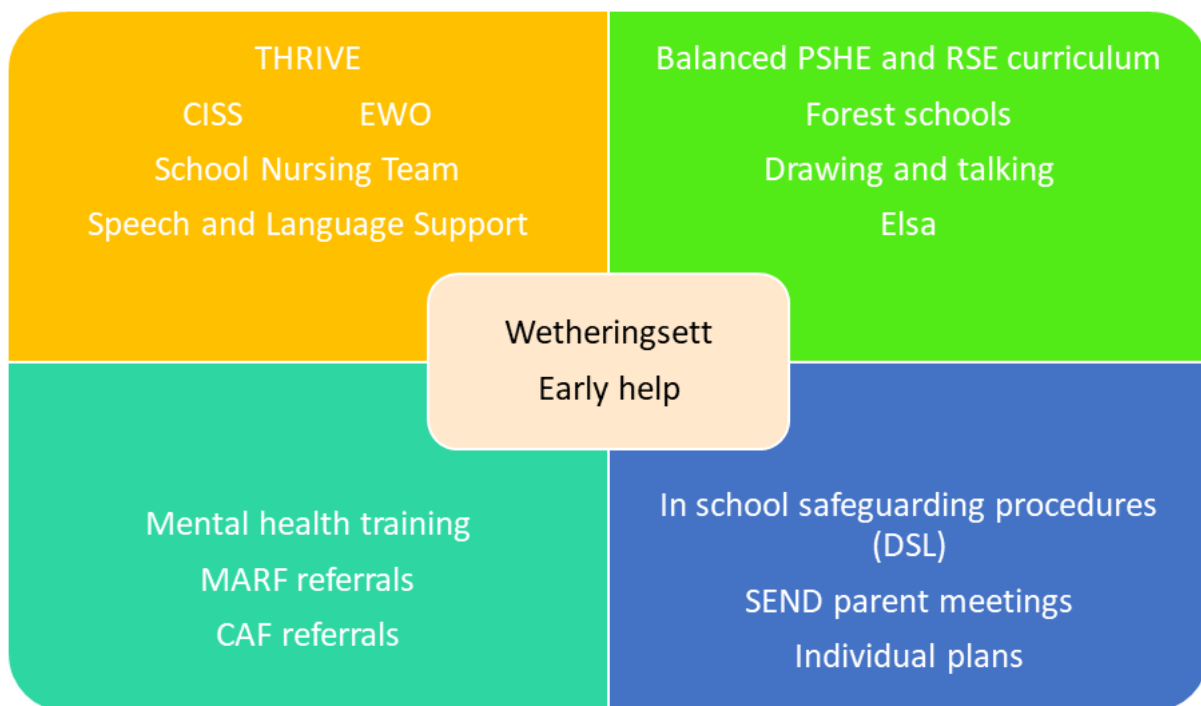 THRIVE
CISS EWO
School Nursing Team
Speech and Language Support
Balanced PSHE and RSE curriculum
Forest schools
Drawing and talking
Elsa
Wetheringsett
Early help
Mental health training
MARF referrals
CAF referrals
In school safeguarding procedures
(DSL)
SEND parent meetings
Individual plans